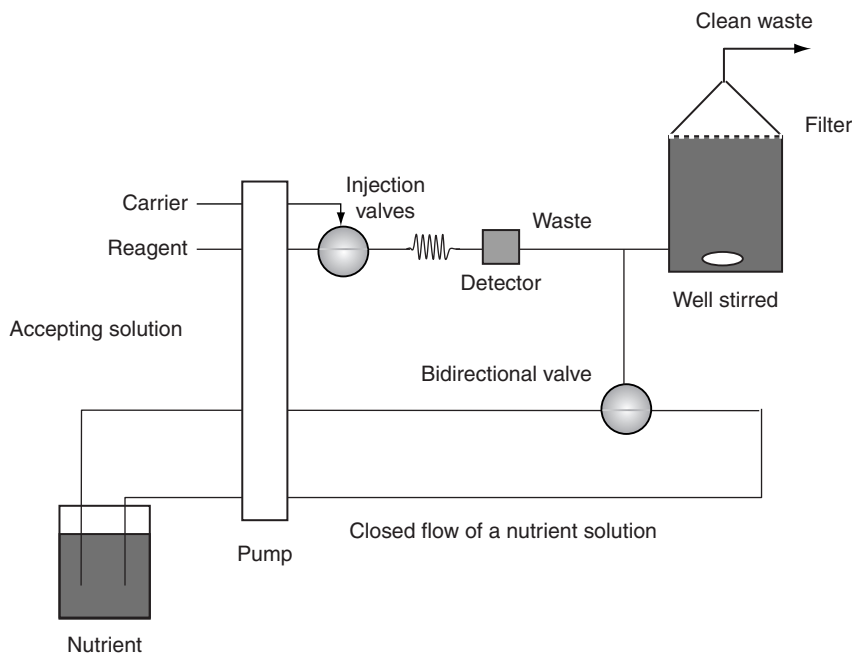 Clean waste
Filter
Injection
valves
Carrier
Waste
Reagent
Detector
Well stirred
Accepting solution
Bidirectional valve
Closed flow of a nutrient solution
Pump
Nutrient